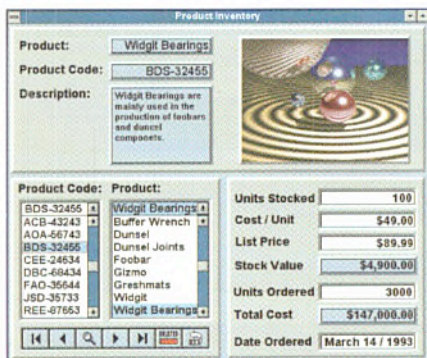 Product Inventory
Product: Widgit Bearings
Product Code: BDS-32455
Description: Widgit Bearings are
mainly used in the
production of foobars
and duncel
componets.
Product Code: Product:
BDS-32455 Widgit Bearings
ACB-43243 Buffer Wrench
AOA-56743 Dunsel
BDS-32455 Dunsel Joints
CEE-24634 Foobar
DBC-68434 Gizmo
FAO-35644 Greshmats
JSD-35733 Widgit
REE-87663 Widgit Bearings
Units Stocked 100
Cost / Unit $49.00
List Price $89.99
Stock Value $4,900.00
Units Ordered 3000
Total Cost $147,000.00
Date Ordered March 14 / 1993